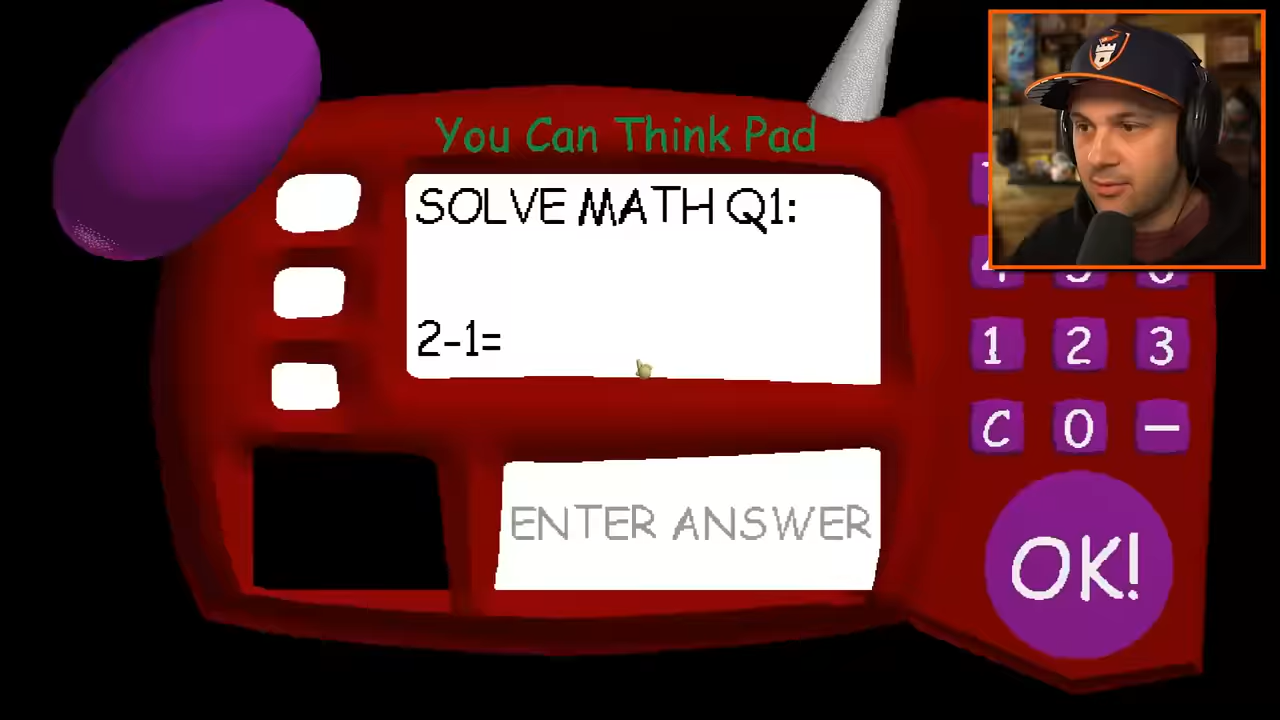 You Can Think Pad
SOLVE MATH Q1:
2-1=
1 2 3
C 0 —
ENTER ANSWER
OK!